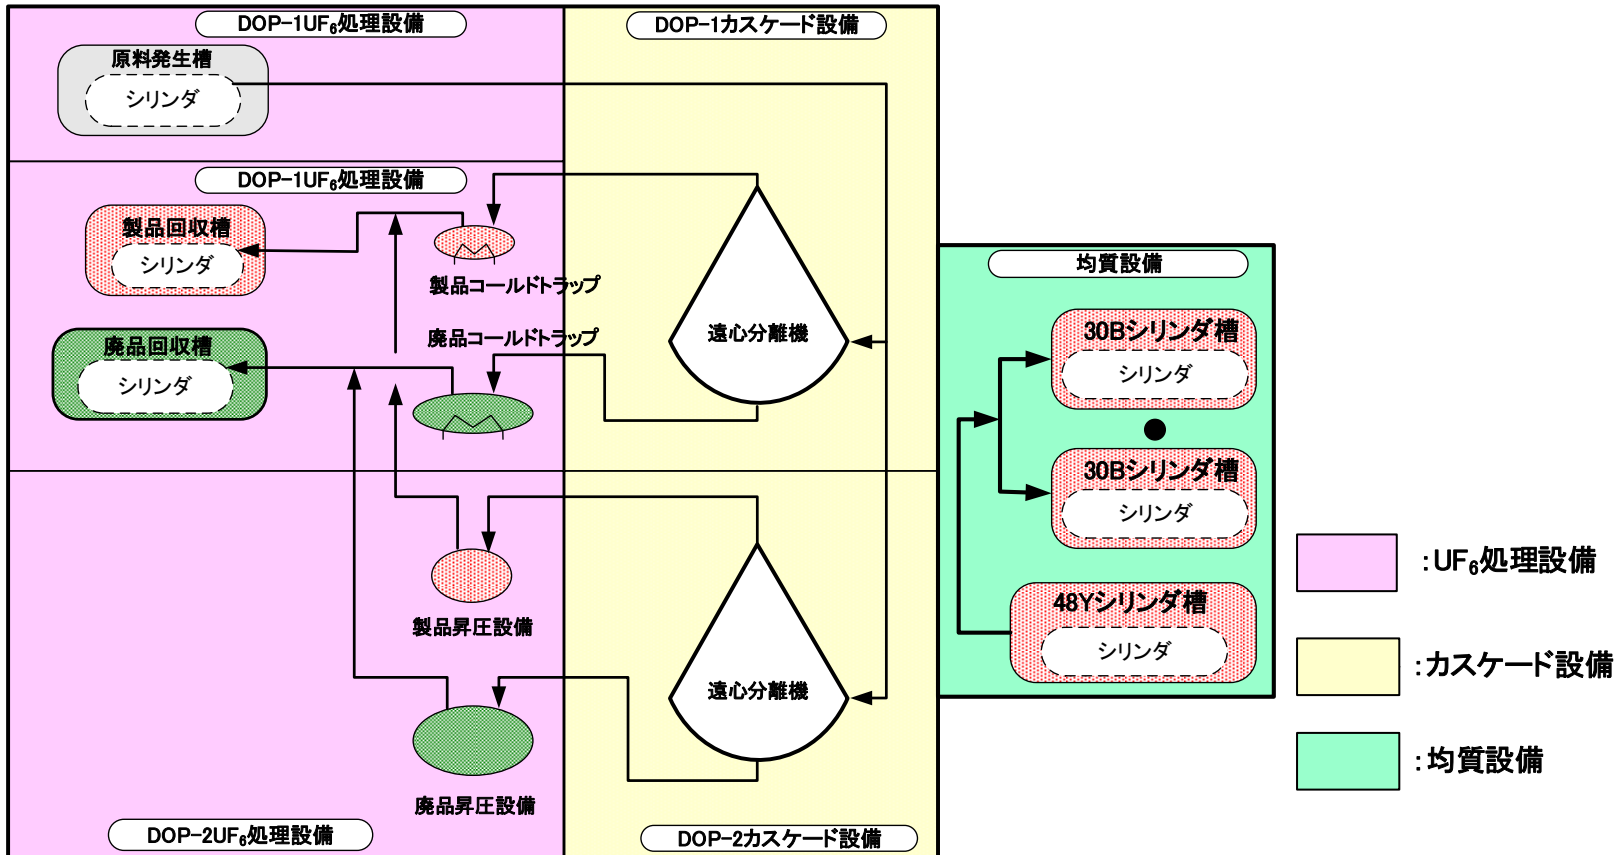 DOP-1UF₆処理設備
DOP-1カスケード設備
原料発生槽
シリンダ
DOP-1UF₆処理設備
製品回収槽
シリンダ
製品コールドトラップ
廃品コールドトラップ
廃品回収槽
シリンダ
遠心分離機
製品昇圧設備
廃品昇圧設備
遠心分離機
DOP-2UF₆処理設備
DOP-2カスケード設備
均質設備
30Bシリンダ槽
シリンダ
30Bシリンダ槽
シリンダ
48Yシリンダ槽
シリンダ
:UF₆処理設備
:カスケード設備
:均質設備